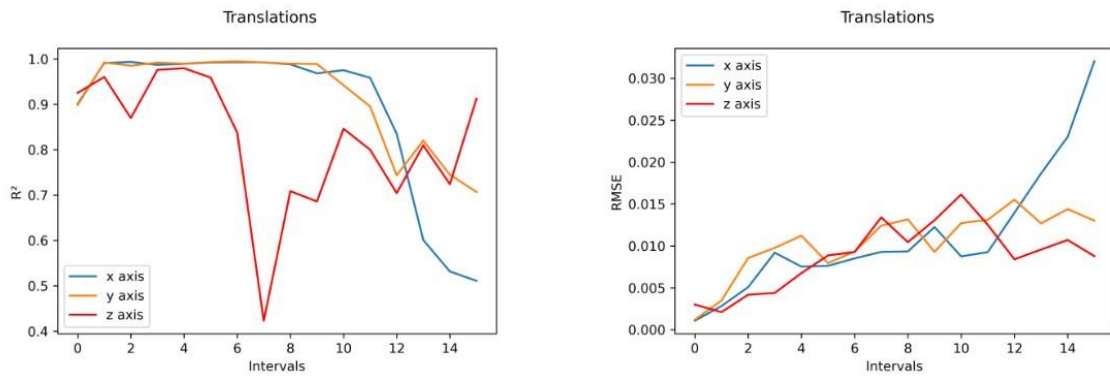 Translations
1.0
0.9
0.8
0.7
0.6
0.5
0.4
R²
x axis
y axis
z axis
0 2 4 6 8 10 12 14
Intervals
Translations
0.030
0.025
0.020
0.015
0.010
0.005
0.000
RMSE
x axis
y axis
z axis
0 2 4 6 8 10 12 14
Intervals